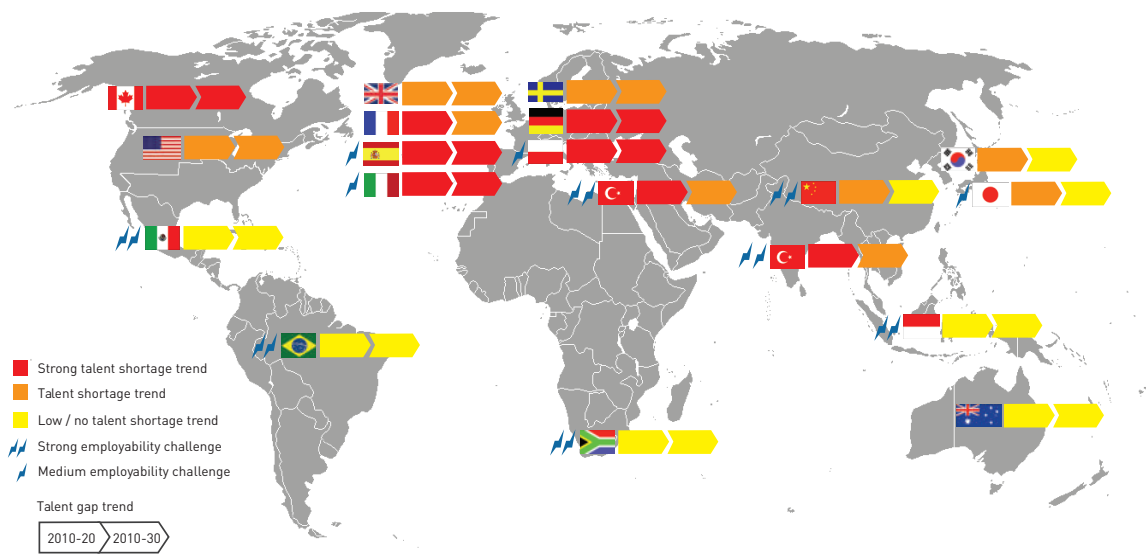 Strong talent shortage trend
Talent shortage trend
Low / no talent shortage trend
Strong employability challenge
Medium employability challenge
Talent gap trend
2010-20 2010-30